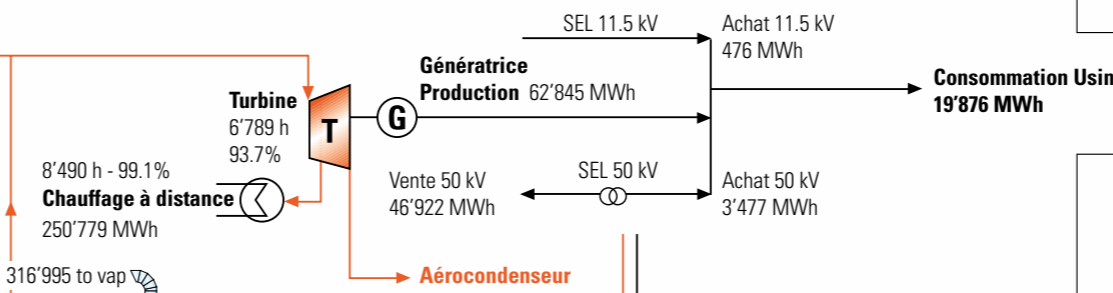 SEL 11.5 kV
Achat 11.5 kV
476 MWh
Génératrice
Production 62’845 MWh
Consommation Usin
19’876 MWh
Turbine
6’789 h
93.7%
T
G
8’490 h - 99.1%
Chauffage à distance
250’779 MWh
Vente 50 kV
46’922 MWh
SEL 50 kV
Achat 50 kV
3’477 MWh
316’995 to vap
Aérocondenseur